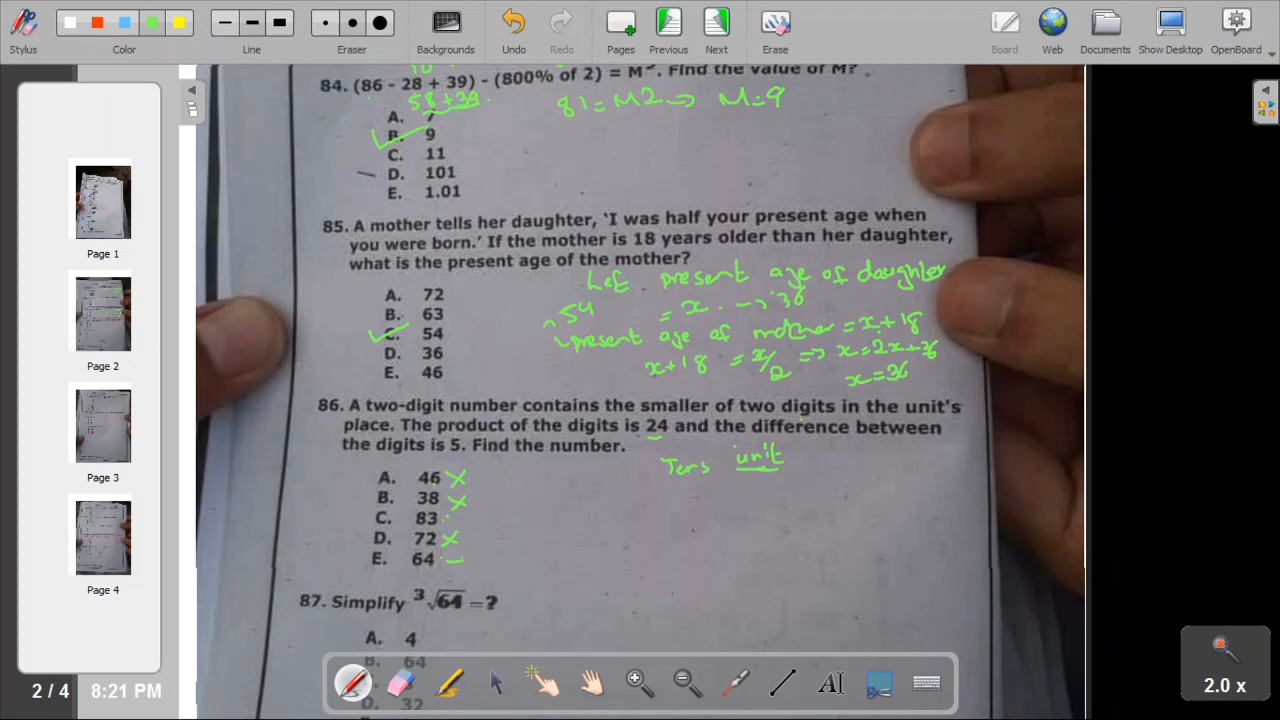 Stylus
Color
Line
Eraser
Backgrounds
Undo
Redo
Pages
Previous
Next
Erase
Board
Web
Documents
Show Desktop
OpenBoard
84. (86 - 28 + 39) - (800% of 2) = M². Find the value of M?
58+39
81 = M2 => M=9
A. 7
B. 9
C. 11
D. 101
E. 1.01
85. A mother tells her daughter, 'I was half your present age when
you were born.' If the mother is 18 years older than her daughter,
what is the present age of the mother?
Let present age of daughter
= x. -> 36
54
present age of mother = x+18
x+18 = x/2 => x=2x-36
x=36
A. 72
B. 63
C. 54
D. 36
E. 46
86. A two-digit number contains the smaller of two digits in the unit's
place. The product of the digits is 24 and the difference between
the digits is 5. Find the number.
Tens unit
A. 46 ×
B. 38 ×
C. 83
D. 72 ×
E. 64
87. Simplify ³√64 = ?
A. 4
B. 64
D. 32
Page 1
Page 2
Page 3
Page 4
2 / 4 8:21 PM
2.0 x